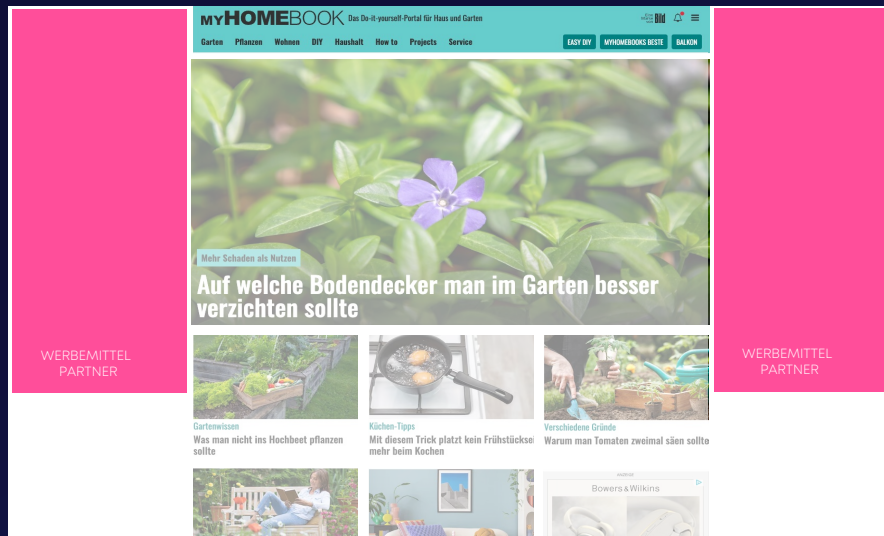 MYHOMEBOOK Das Do-it-yourself-Portal für Haus und Garten
Bild
Garten Pflanzen Wohnen DIY Haushalt How to Projects Service
EASY DIY MYHOMEBOOKS BESTE BALKON
Mehr Schaden als Nutzen
Auf welche Bodendecker man im Garten besser
verzichten sollte
WERBEMITTEL
PARTNER
WERBEMITTEL
PARTNER
Gartenwissen
Was man nicht ins Hochbeet pflanzen
sollte
Küchen-Tipps
Mit diesem Trick platzt kein Frühstücksei
mehr beim Kochen
Verschiedene Gründe
Warum man Tomaten zweimal säen sollte
Bowers & Wilkins